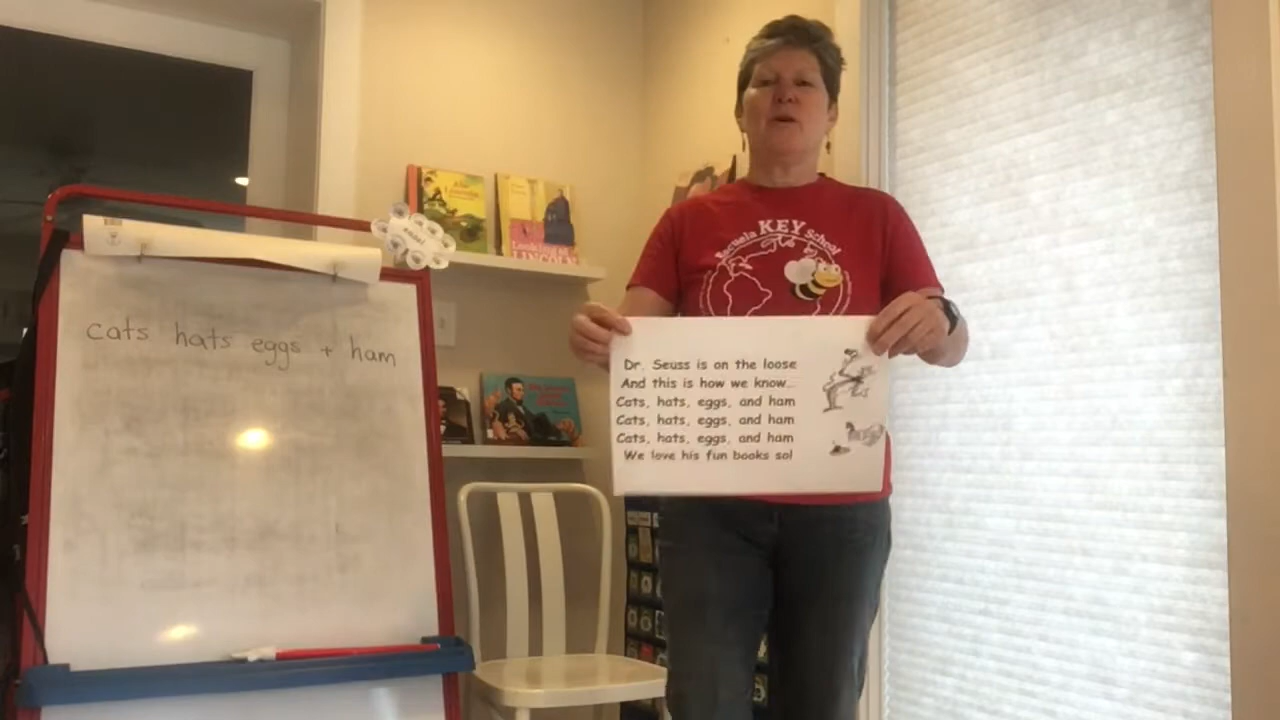 cats hats eggs + ham
Escuela KEY School
Looking at
LINCOLN
Dr. Seuss is on the loose
And this is how we know...
Cats, hats, eggs, and ham
Cats, hats, eggs, and ham
Cats, hats, eggs, and ham
We love his fun books so!